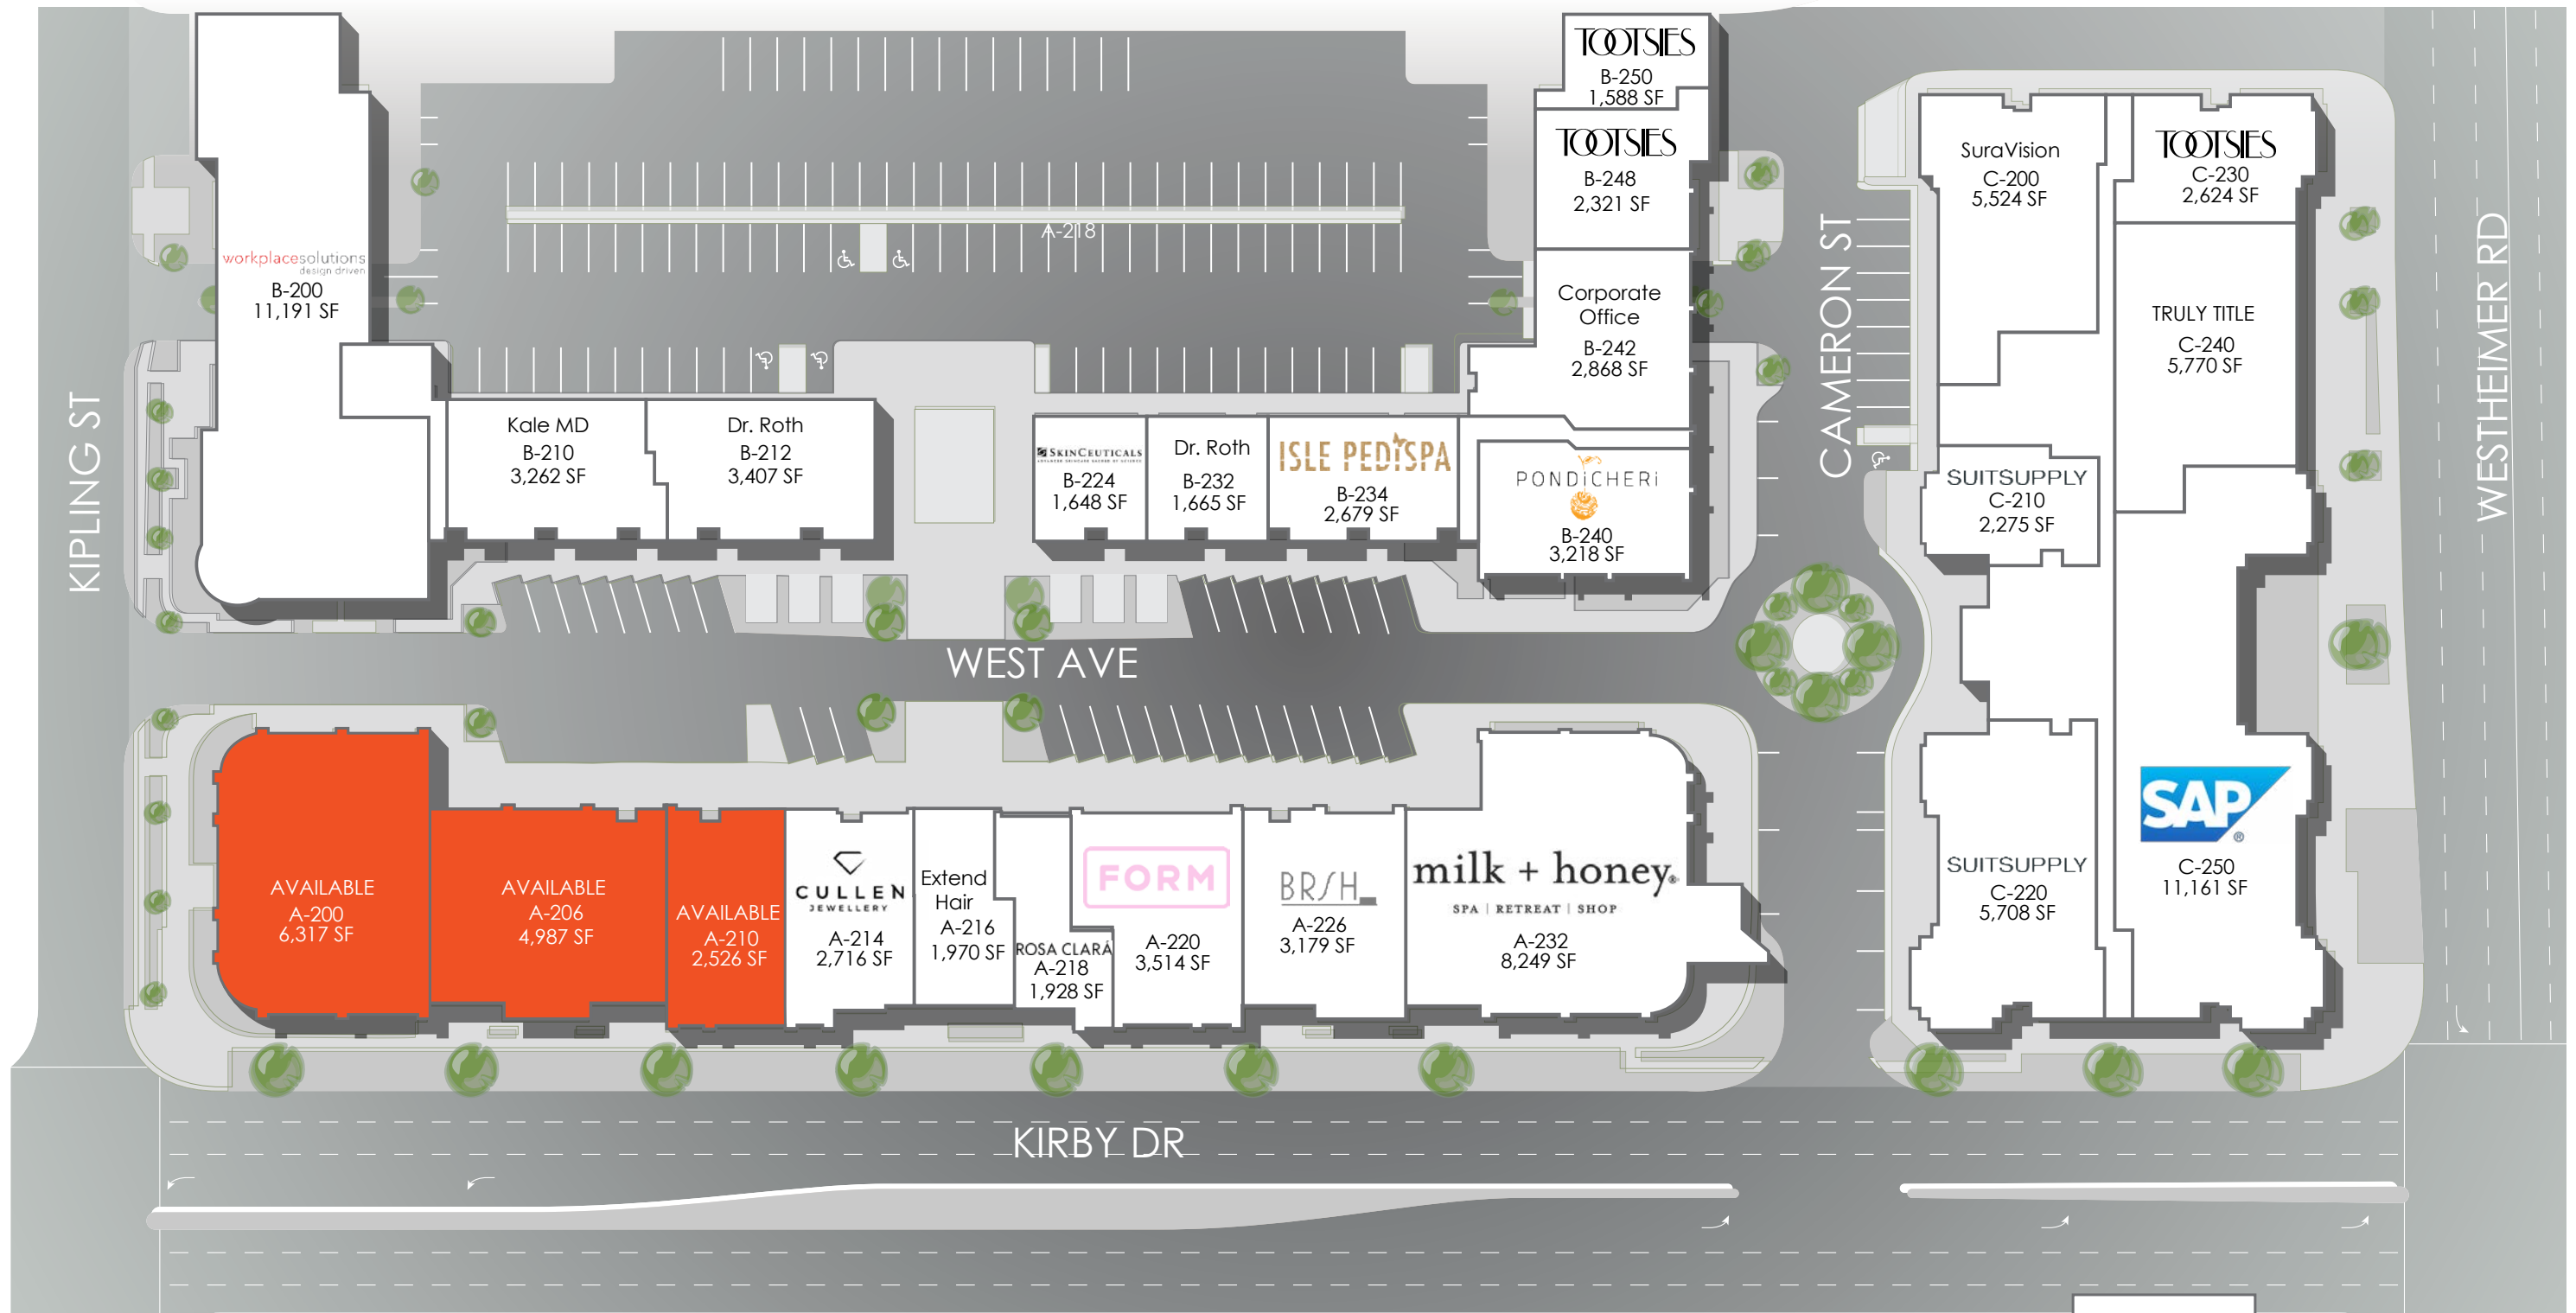 TOOTSIES
B-250
1,588 SF
TOOTSIES
B-248
2,321 SF
Corporate
Office
B-242
2,868 SF
SuraVision
C-200
5,524 SF
TOOTSIES
C-230
2,624 SF
TRULY TITLE
C-240
5,770 SF
workplacesolutions
design driven
B-200
11,191 SF
A-218
KIPLING ST
CAMERON ST
WESTHEIMER RD
Kale MD
B-210
3,262 SF
Dr. Roth
B-212
3,407 SF
SKINCEUTICALS
B-224
1,648 SF
Dr. Roth
B-232
1,665 SF
ISLE PEDiSPA
B-234
2,679 SF
PONDiCHERi
B-240
3,218 SF
SUITSUPPLY
C-210
2,275 SF
WEST AVE
AVAILABLE
A-200
6,317 SF
AVAILABLE
A-206
4,987 SF
AVAILABLE
A-210
2,526 SF
CULLEN
JEWELLERY
A-214
2,716 SF
Extend
Hair
A-216
1,970 SF
ROSA CLARÁ
A-218
1,928 SF
FORM
A-220
3,514 SF
BR/H
A-226
3,179 SF
milk + honey®
SPA | RETREAT | SHOP
A-232
8,249 SF
SUITSUPPLY
C-220
5,708 SF
SAP®
C-250
11,161 SF
KIRBY DR